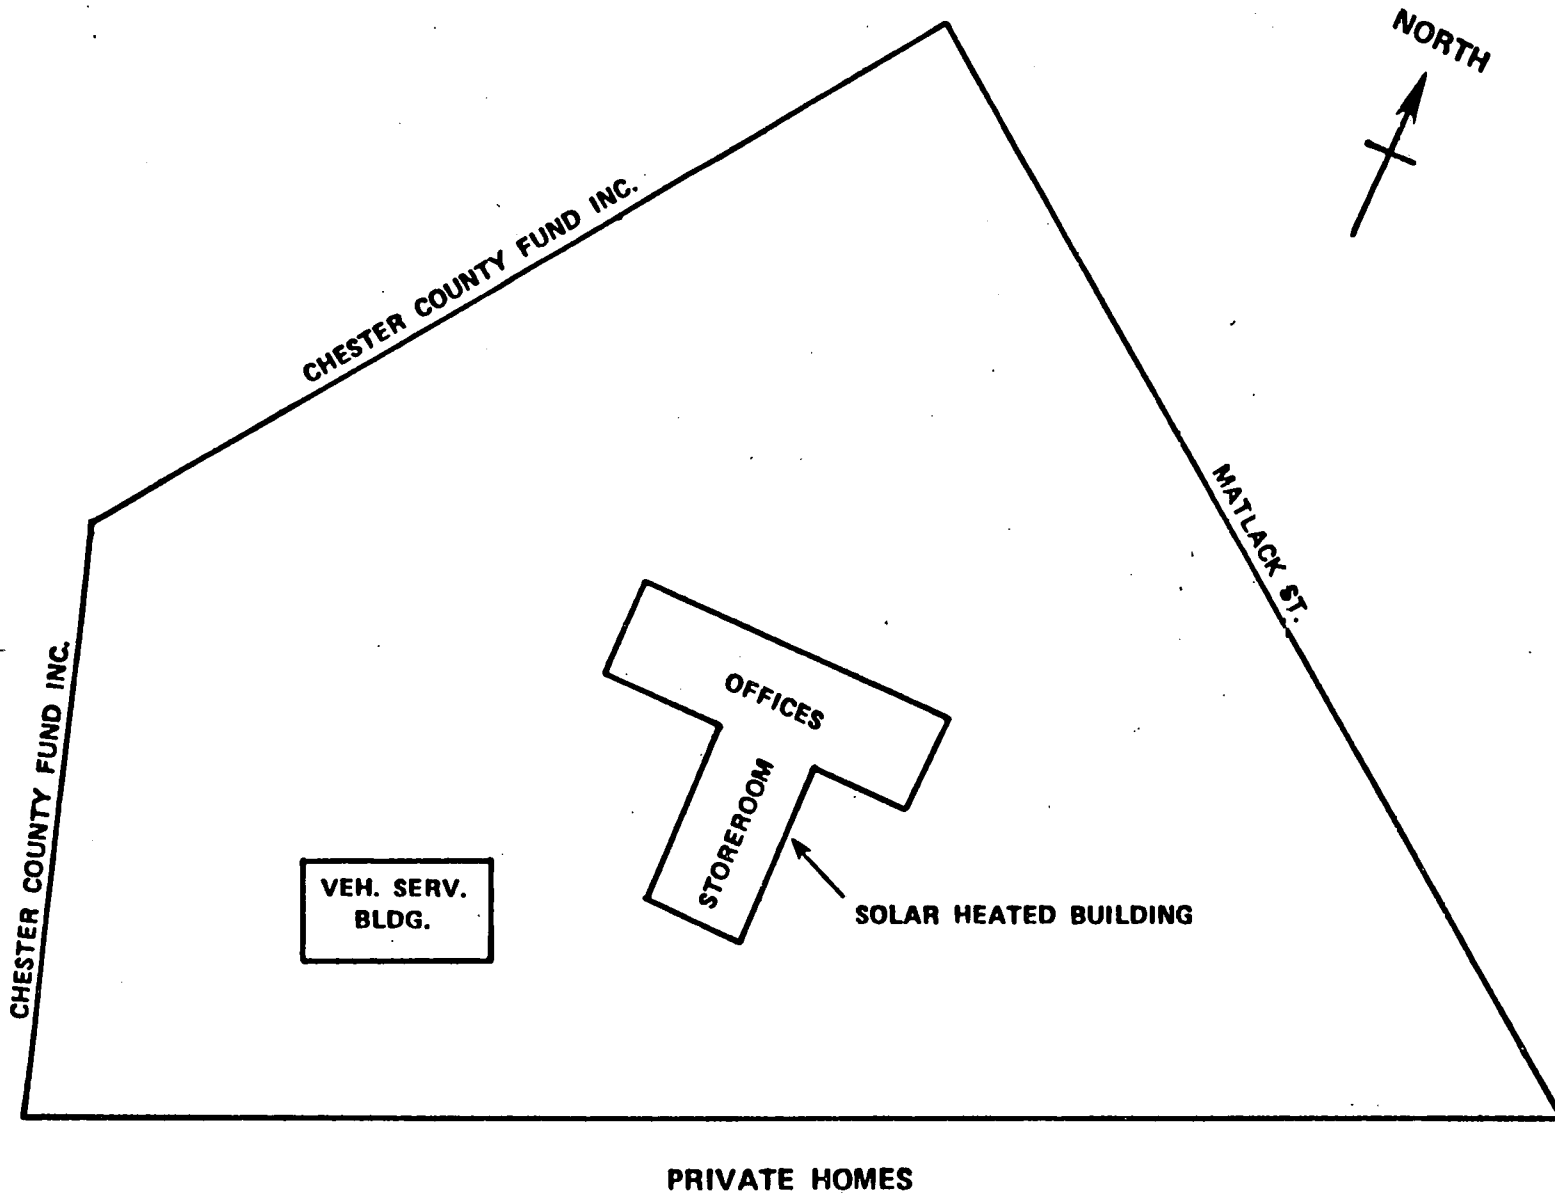 NORTH
CHESTER COUNTY FUND INC.
MATLACK ST.
CHESTER COUNTY FUND INC.
OFFICES
STOREROOM
VEH. SERV.
BLDG.
SOLAR HEATED BUILDING
PRIVATE HOMES